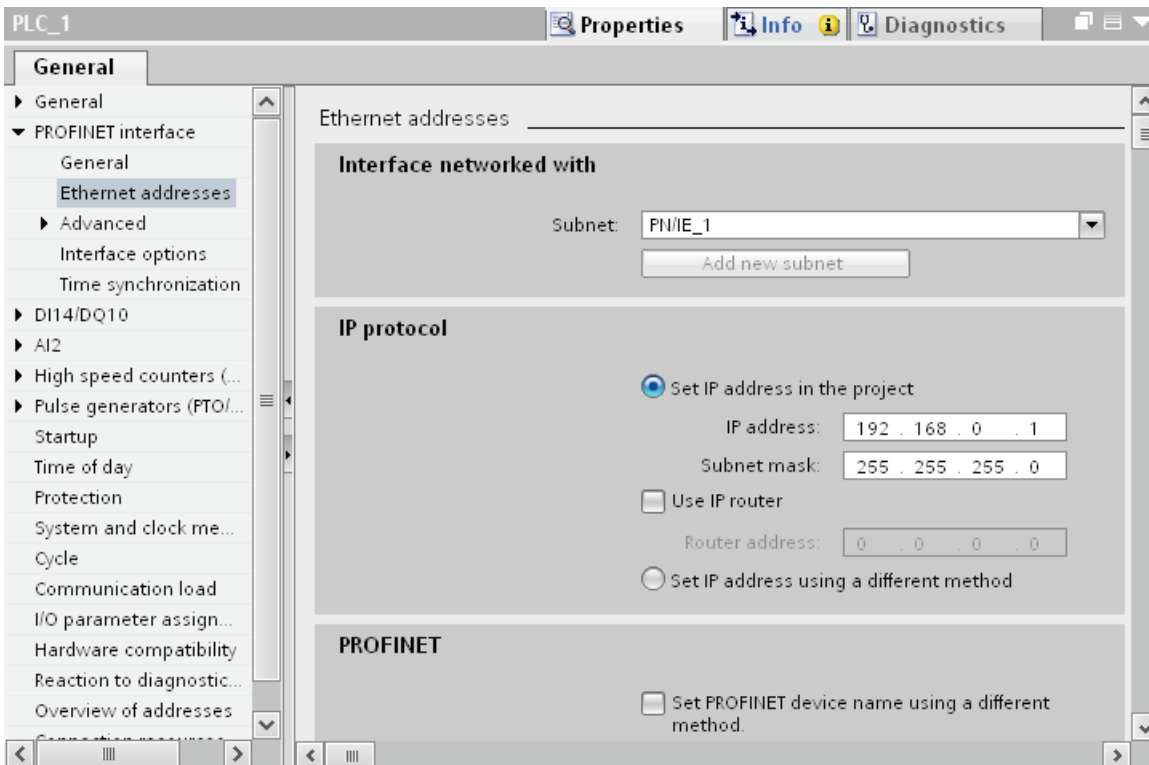 PLC_1
Properties
Info
Diagnostics
General
General
PROFINET interface
General
Ethernet addresses
Advanced
Interface options
Time synchronization
DI14/DQ10
AI2
High speed counters (...
Pulse generators (PTO/...
Startup
Time of day
Protection
System and clock me...
Cycle
Communication load
I/O parameter assign...
Hardware compatibility
Reaction to diagnostic...
Overview of addresses
Connection resources
Ethernet addresses
Interface networked with
Subnet: PN/IE_1
Add new subnet
IP protocol
Set IP address in the project
IP address: 192 . 168 . 0 . 1
Subnet mask: 255 . 255 . 255 . 0
Use IP router
Router address: 0 . 0 . 0 . 0
Set IP address using a different method
PROFINET
Set PROFINET device name using a different
method.